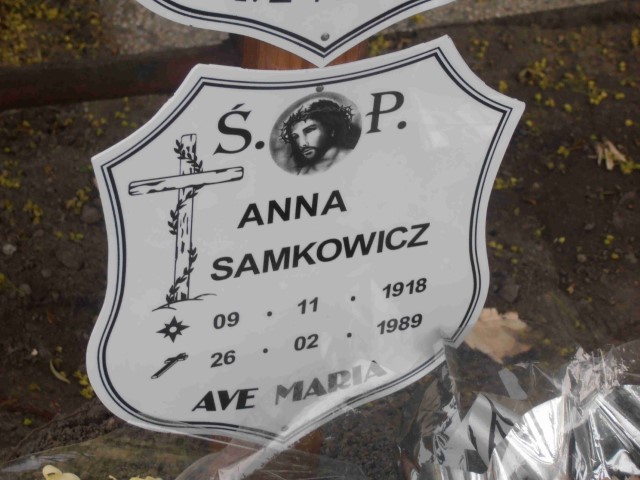 Ś. P.
ANNA
SAMKOWICZ
09 · 11 · 1918
26 · 02 · 1989
AVE MARIA